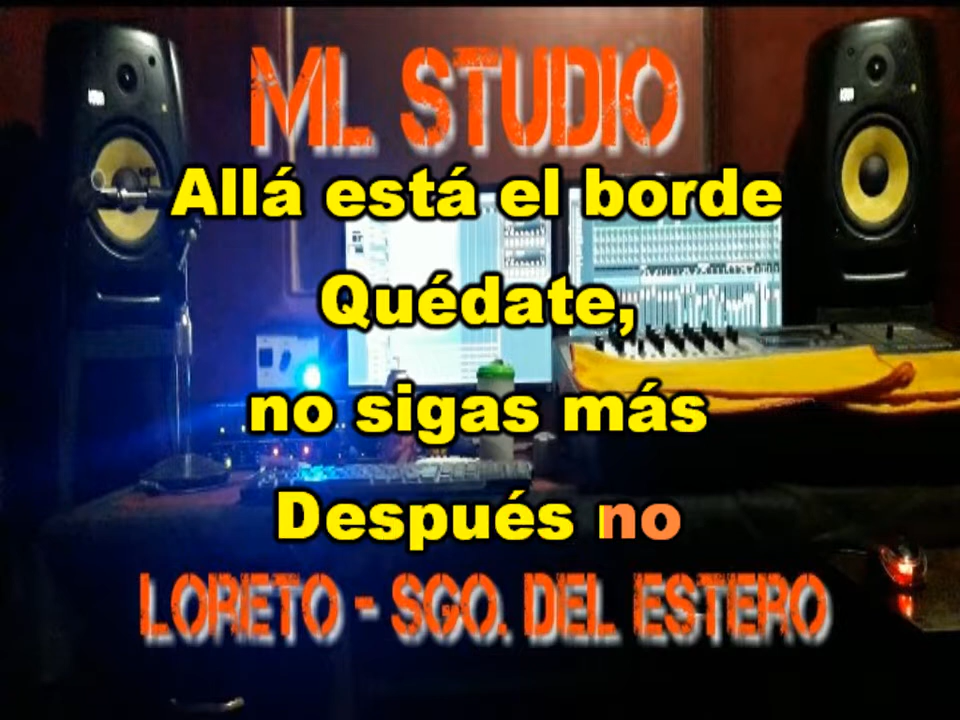 ML STUDIO
Allá está el borde
Quédate,
no sigas más
Después no
LORETO - SGO. DEL ESTERO